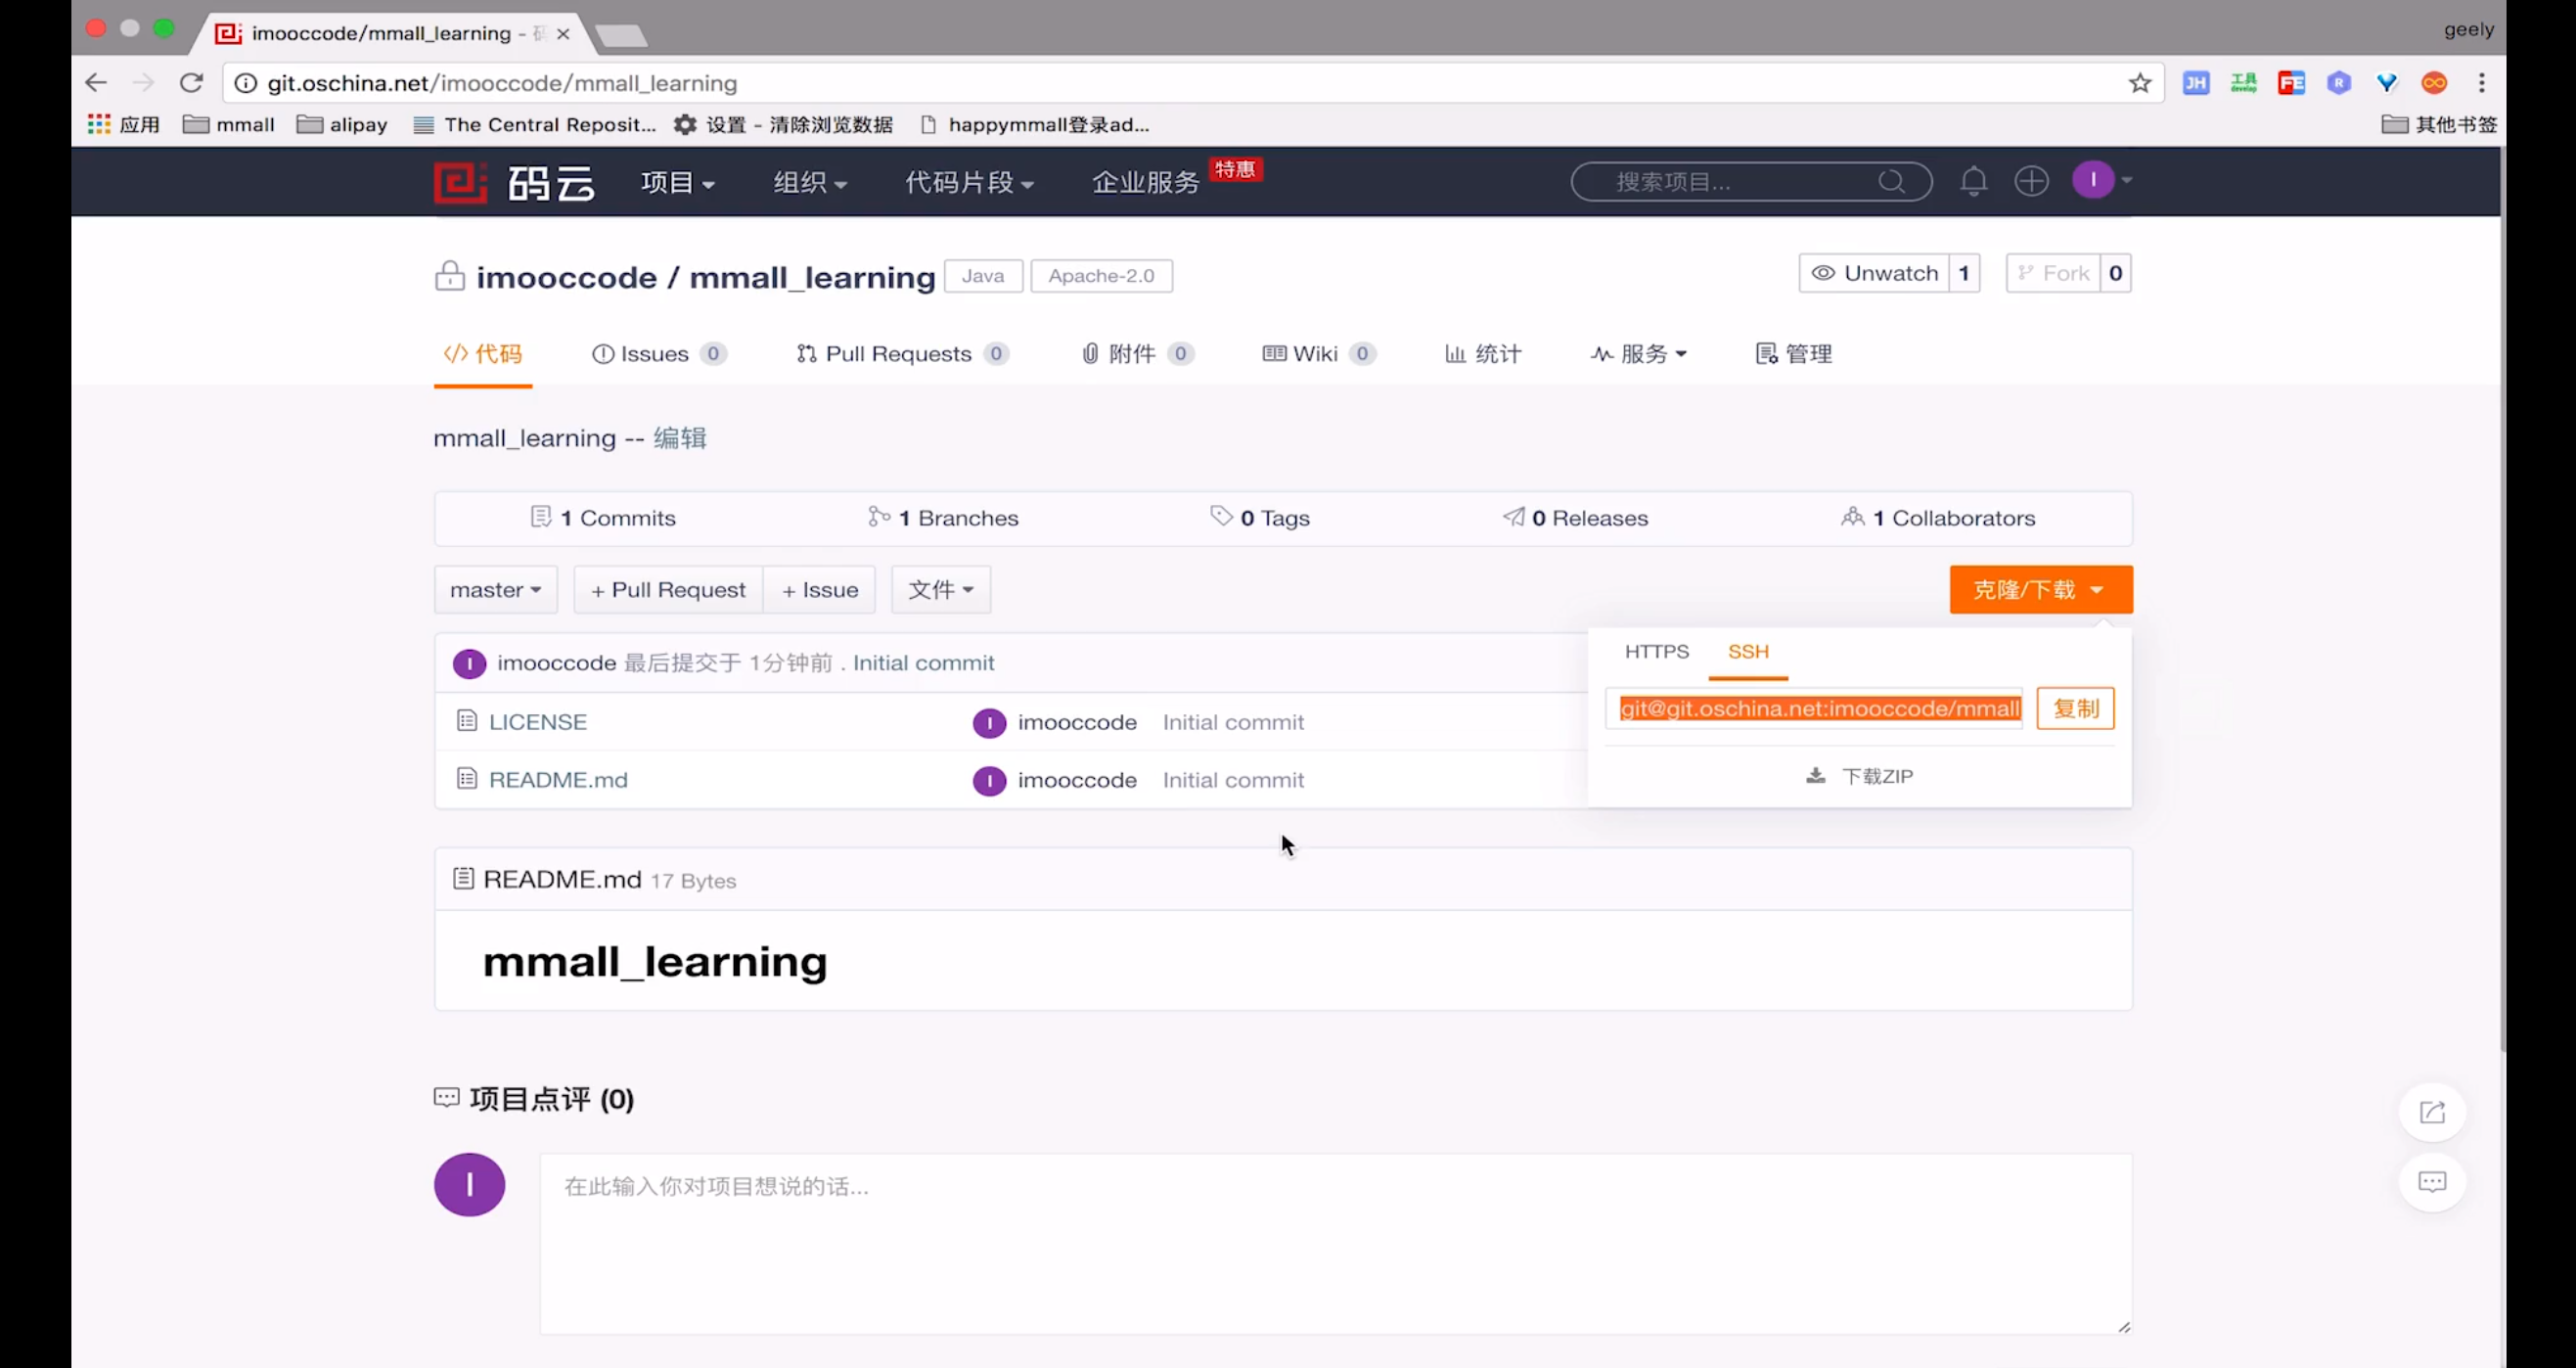 imooccode/mmall_learning - 码
geely
git.oschina.net/imooccode/mmall_learning
JH 工具 develop FE R
应用 mmall alipay The Central Reposit... 设置 - 清除浏览数据 happymmall登录ad... 其他书签
码云 项目 组织 代码片段 企业服务 特惠 搜索项目... I
imooccode / mmall_learning Java Apache-2.0 Unwatch 1 Fork 0
代码 Issues 0 Pull Requests 0 附件 0 Wiki 0 统计 服务 管理
mmall_learning -- 编辑
1 Commits 1 Branches 0 Tags 0 Releases 1 Collaborators
master + Pull Request + Issue 文件 克隆/下载
HTTPS SSH
I imooccode 最后提交于 1分钟前 . Initial commit
git@git.oschina.net:imooccode/mmall 复制
LICENSE I imooccode Initial commit
下载ZIP
README.md I imooccode Initial commit
README.md 17 Bytes
mmall_learning
项目点评 (0)
I 在此输入你对项目想说的话...